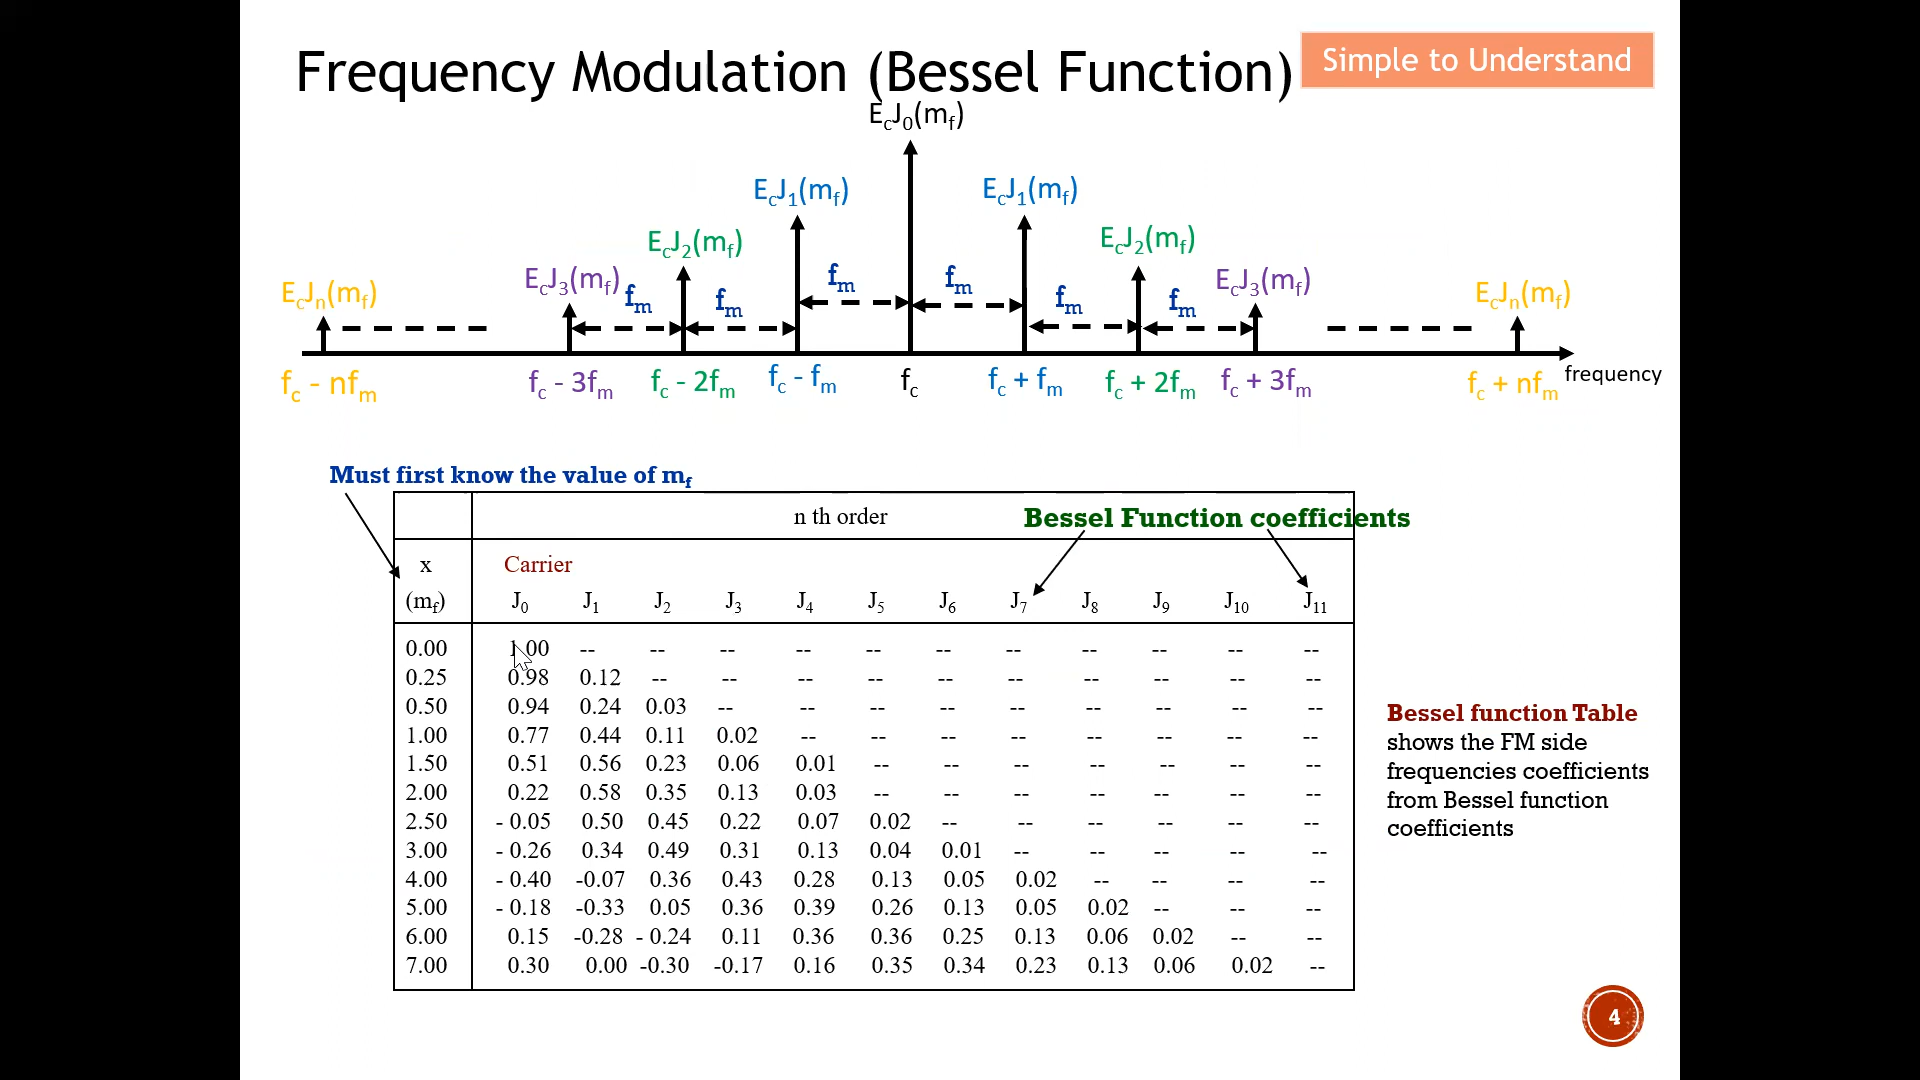 Frequency Modulation (Bessel Function)
Simple to Understand
EcJ0(mf)
EcJ1(mf) EcJ1(mf)
EcJ2(mf) EcJ2(mf)
EcJ3(mf) EcJ3(mf)
EcJn(mf) EcJn(mf)
fm fm fm fm fm fm
fc - nfm fc - 3fm fc - 2fm fc - fm fc fc + fm fc + 2fm fc + 3fm fc + nfm frequency
Must first know the value of mf
n th order Bessel Function coefficients
x Carrier
(mf) J0 J1 J2 J3 J4 J5 J6 J7 J8 J9 J10 J11
0.00 1.00 -- -- -- -- -- -- -- -- -- -- --
0.25 0.98 0.12 -- -- -- -- -- -- -- -- -- --
0.50 0.94 0.24 0.03 -- -- -- -- -- -- -- -- --
1.00 0.77 0.44 0.11 0.02 -- -- -- -- -- -- -- --
1.50 0.51 0.56 0.23 0.06 0.01 -- -- -- -- -- -- --
2.00 0.22 0.58 0.35 0.13 0.03 -- -- -- -- -- -- --
2.50 - 0.05 0.50 0.45 0.22 0.07 0.02 -- -- -- -- -- --
3.00 - 0.26 0.34 0.49 0.31 0.13 0.04 0.01 -- -- -- -- --
4.00 - 0.40 -0.07 0.36 0.43 0.28 0.13 0.05 0.02 -- -- -- --
5.00 - 0.18 -0.33 0.05 0.36 0.39 0.26 0.13 0.05 0.02 -- -- --
6.00 0.15 -0.28 - 0.24 0.11 0.36 0.36 0.25 0.13 0.06 0.02 -- --
7.00 0.30 0.00 -0.30 -0.17 0.16 0.35 0.34 0.23 0.13 0.06 0.02 --
Bessel function Table
shows the FM side
frequencies coefficients
from Bessel function
coefficients
4